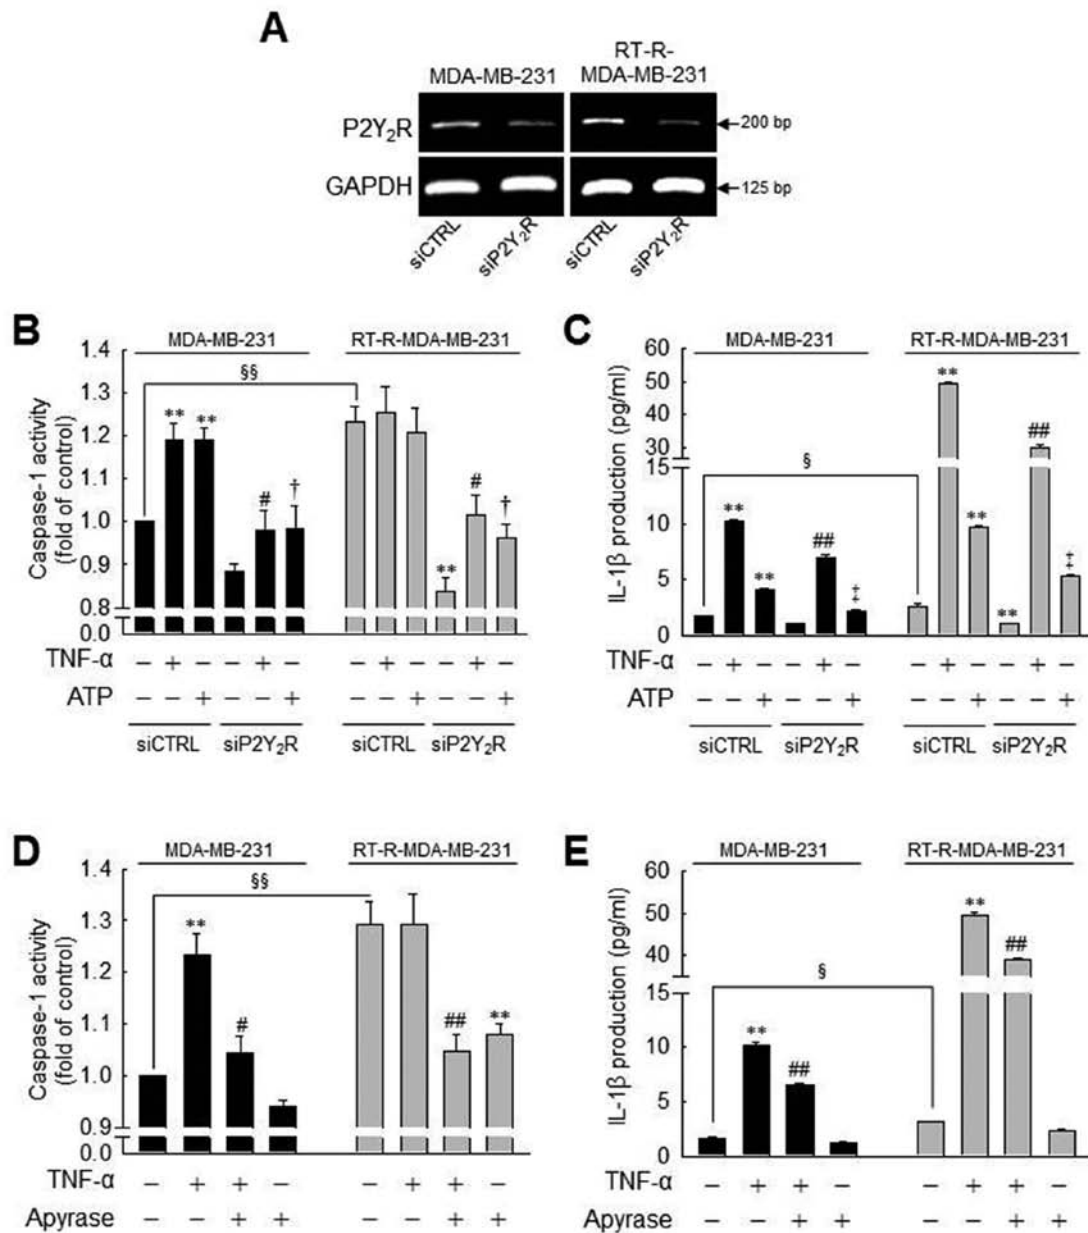 A
MDA-MB-231
RT-R-
MDA-MB-231
P2Y₂R
200 bp
GAPDH
125 bp
siCTRL siP2Y₂R siCTRL siP2Y₂R
B
MDA-MB-231 RT-R-MDA-MB-231
Caspase-1 activity
(fold of control)
1.4
1.3
1.2
1.1
1.0
0.9
0.8
0.0
§§
** **
# †
**
# †
TNF-α − + − − + − − + − − + −
ATP − − + − − + − − + − − +
siCTRL siP2Y₂R siCTRL siP2Y₂R
C
MDA-MB-231 RT-R-MDA-MB-231
IL-1β production (pg/ml)
60
50
40
30
15
10
5
0
§
** **
## ‡
** **
** ## ‡
TNF-α − + − − + − − + − − + −
ATP − − + − − + − − + − − +
siCTRL siP2Y₂R siCTRL siP2Y₂R
D
MDA-MB-231 RT-R-MDA-MB-231
Caspase-1 activity
(fold of control)
1.4
1.3
1.2
1.1
1.0
0.9
0.0
§§
** #
## **
TNF-α − + + − − + + −
Apyrase − − + + − − + +
E
MDA-MB-231 RT-R-MDA-MB-231
IL-1β production (pg/ml)
60
50
40
15
10
5
0
§
** ##
** ##
TNF-α − + + − − + + −
Apyrase − − + + − − + +